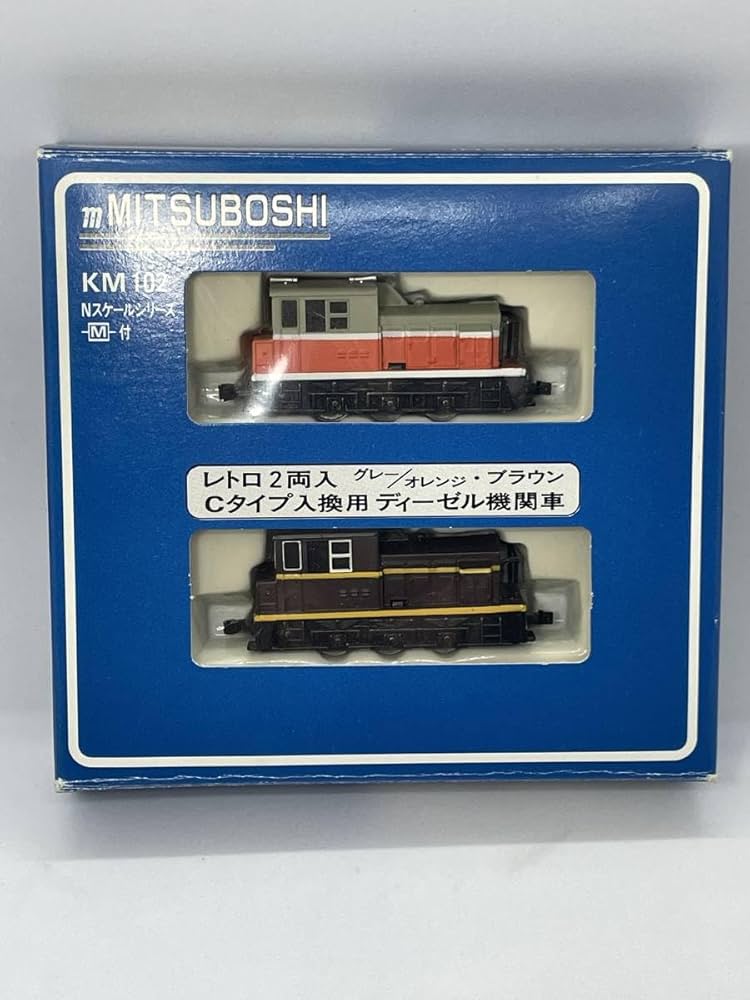 m MITSUBOSHI
KM 102
Nスケールシリーズ
-M-付
レトロ2両入 グレー/オレンジ・ブラウン
Cタイプ入換用 ディーゼル機関車